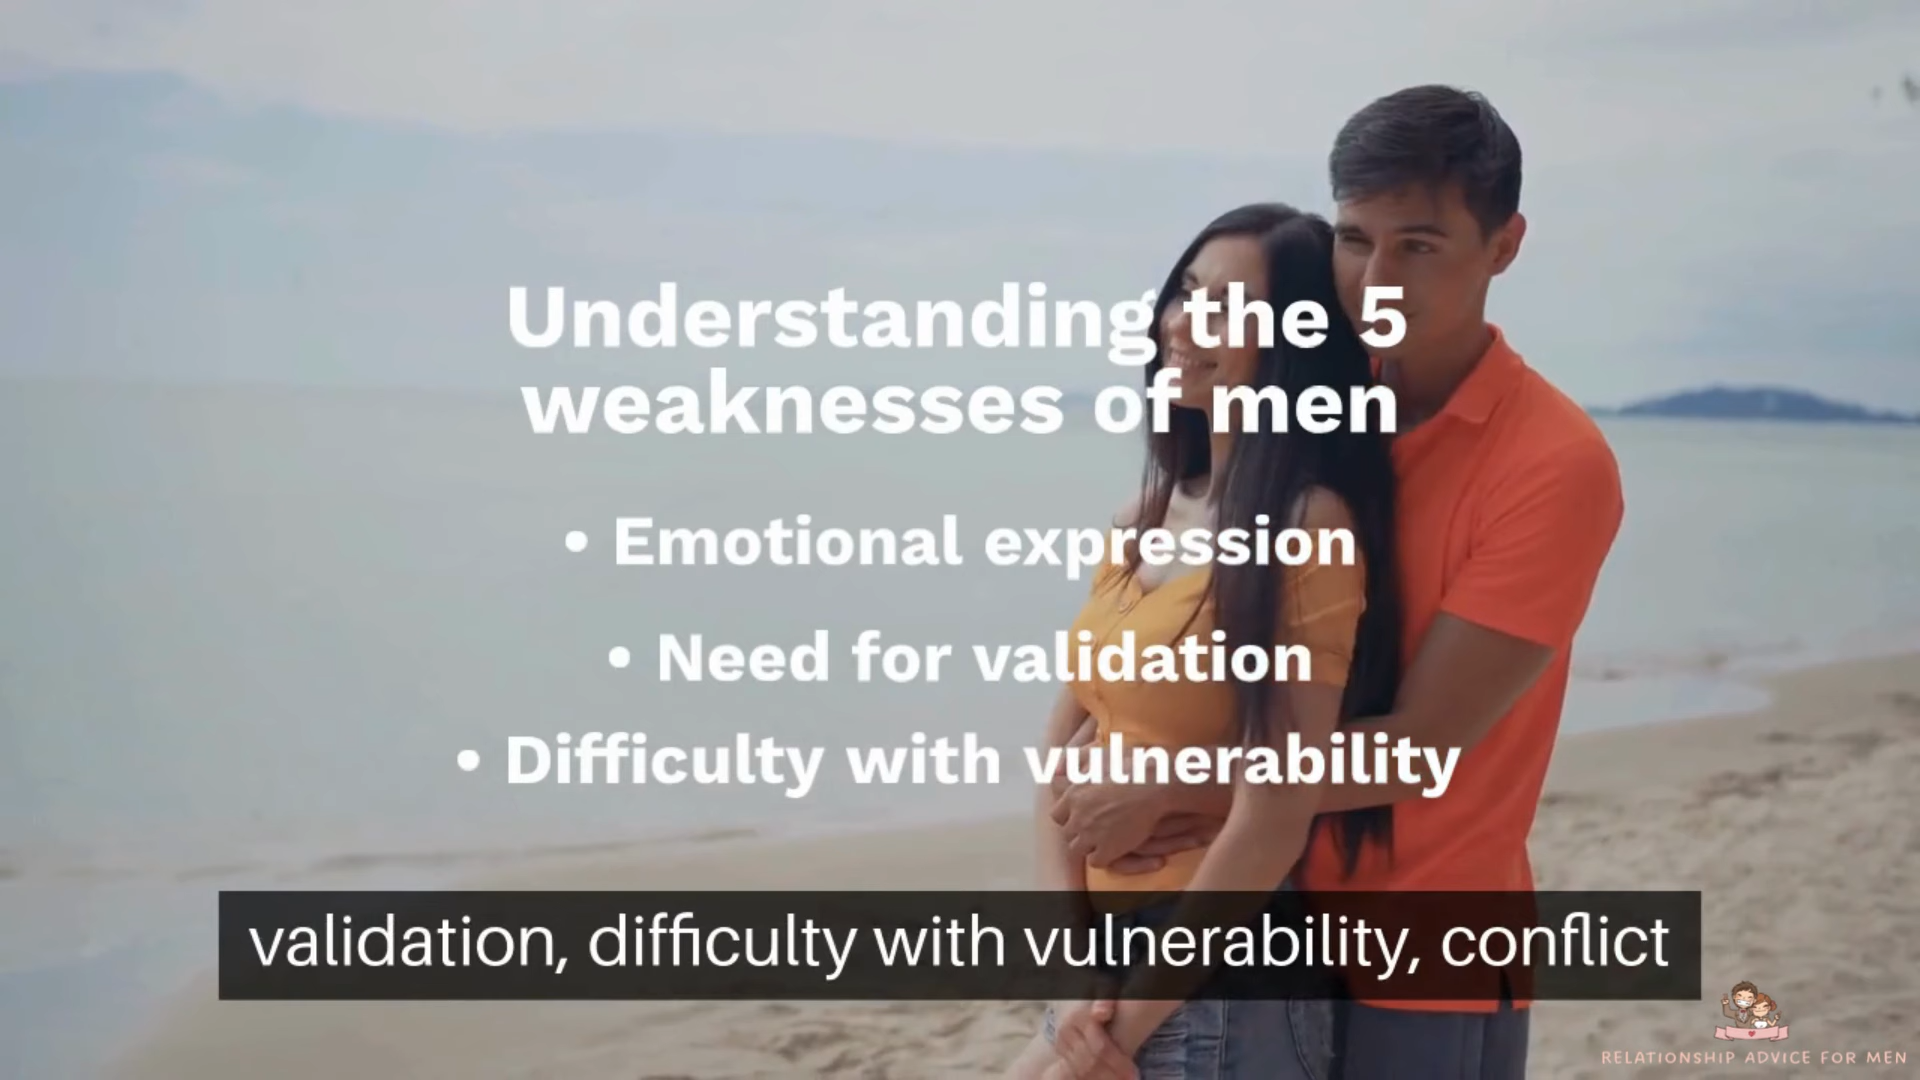 Understanding the 5
weaknesses of men
• Emotional expression
• Need for validation
• Difficulty with vulnerability
validation, difficulty with vulnerability, conflict
RELATIONSHIP ADVICE FOR MEN